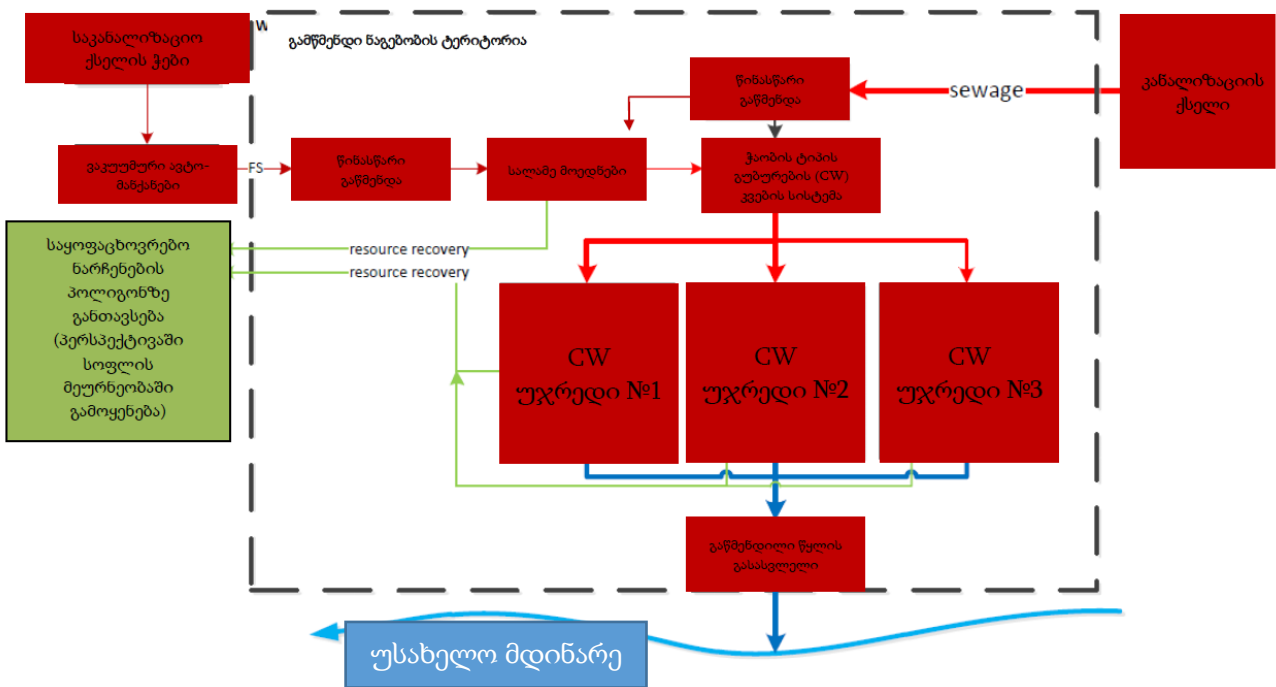 საკანალიზაციო
ქსელის ჭები
W
გამწმენდი ნაგებობის ტერიტორია
წინასწარი
გაწმენდა
sewage
კანალიზაციის
ქსელი
ვაკუუმური ავტო-
მანქანები
FS
წინასწარი
გაწმენდა
სალამე მოედნები
ჭაობის ტიპის
გუბურების (CW)
კვების სისტემა
საყოფაცხოვრებო
ნარჩენების
პოლიგონზე
განთავსება
(პერსპექტივაში
სოფლის
მეურნეობაში
გამოყენება)
resource recovery
resource recovery
CW
უჯრედი №1
CW
უჯრედი №2
CW
უჯრედი №3
გაწმენდილი წყლის
გასასვლელი
უსახელო მდინარე